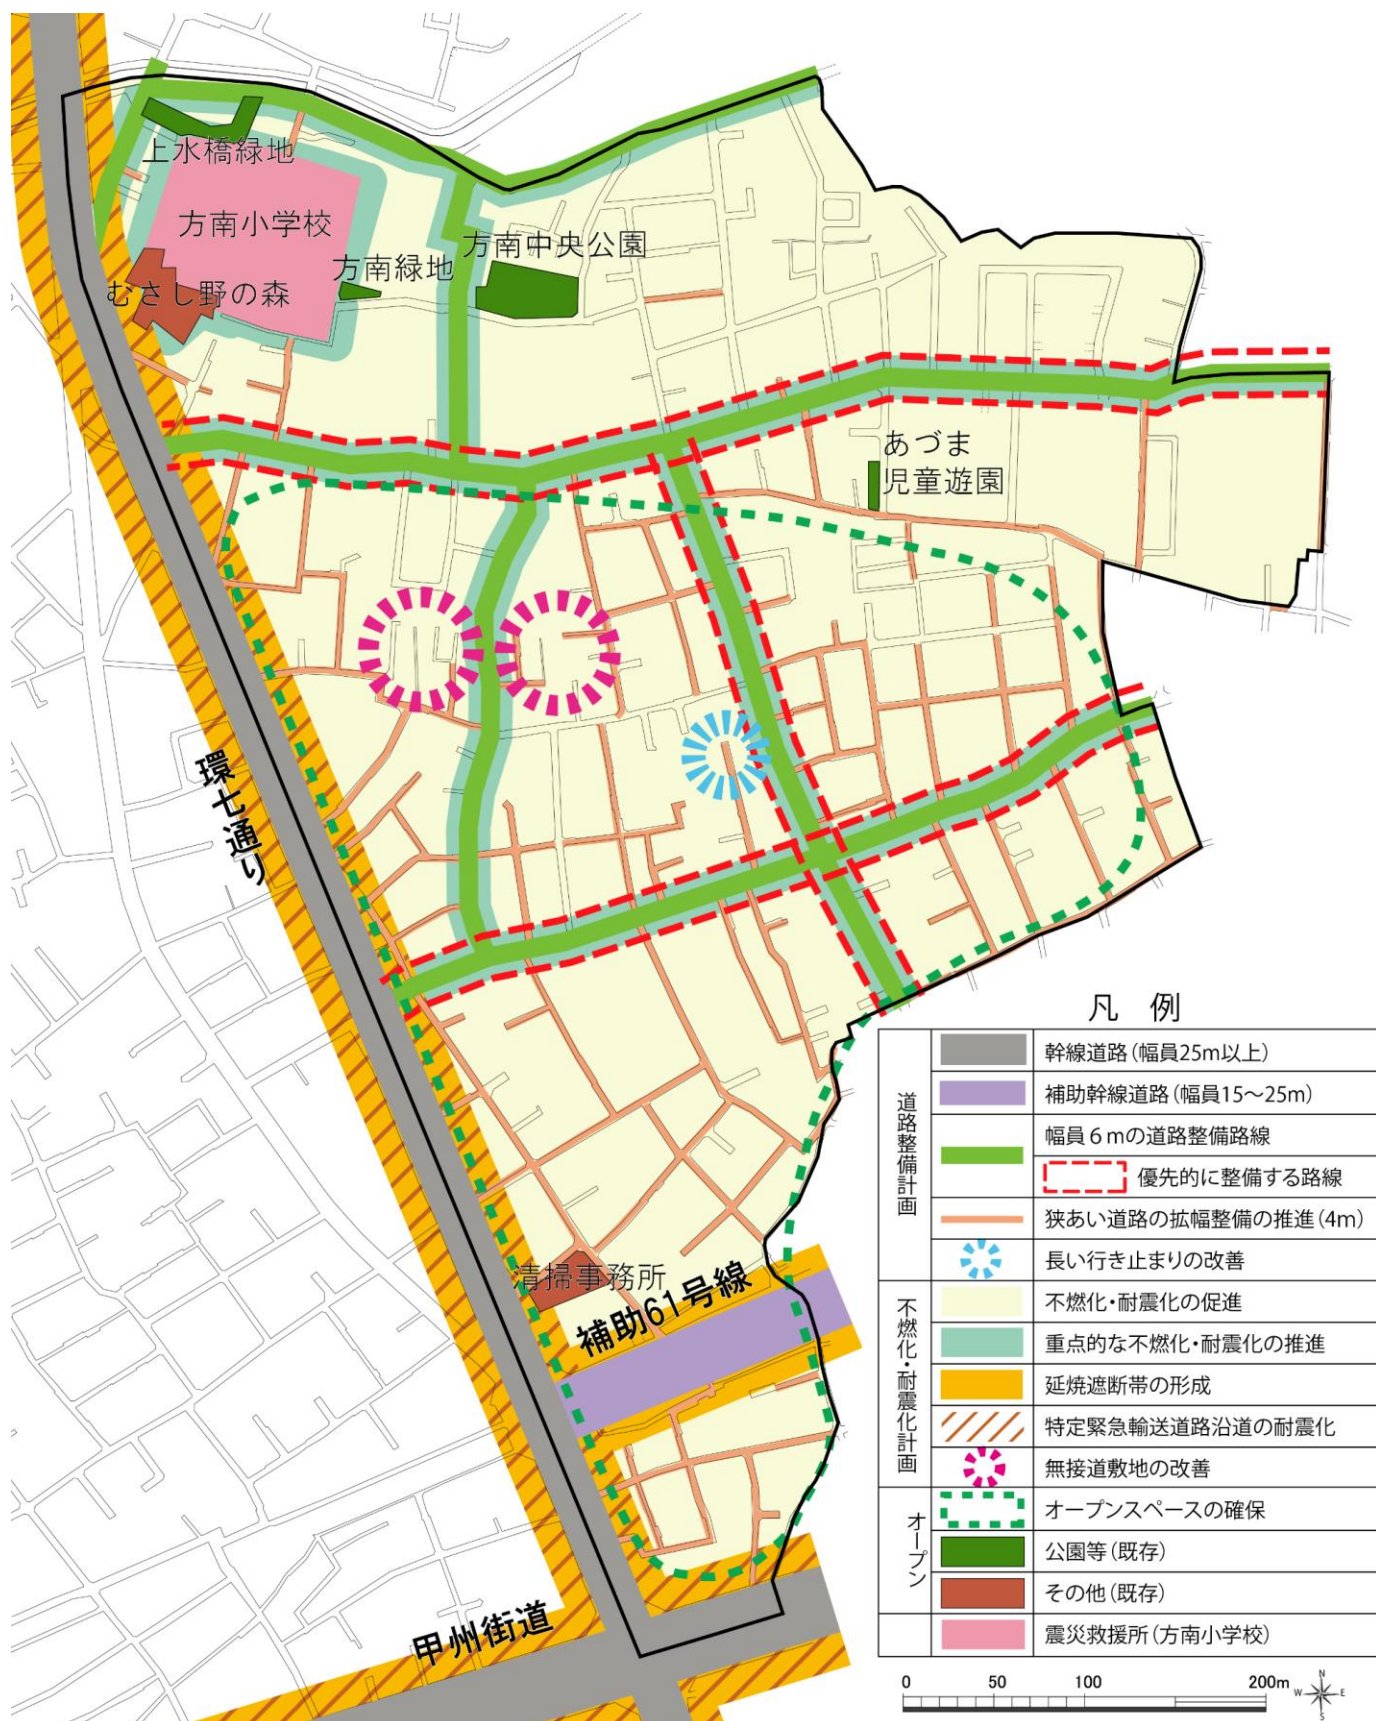 上水橋緑地
方南小学校
方南緑地
方南中央公園
むさし野の森
あづま
児童遊園
環七通り
清掃事務所
補助61号線
甲州街道
凡 例
道路整備計画
幹線道路(幅員25m以上)
補助幹線道路(幅員15～25m)
幅員6mの道路整備路線
優先的に整備する路線
狭あい道路の拡幅整備の推進(4m)
長い行き止まりの改善
不燃化・耐震化計画
不燃化・耐震化の促進
重点的な不燃化・耐震化の推進
延焼遮断帯の形成
特定緊急輸送道路沿道の耐震化
無接道敷地の改善
オープン
オープンスペースの確保
公園等(既存)
その他(既存)
震災救援所(方南小学校)
0 50 100 200m
N
W E
S